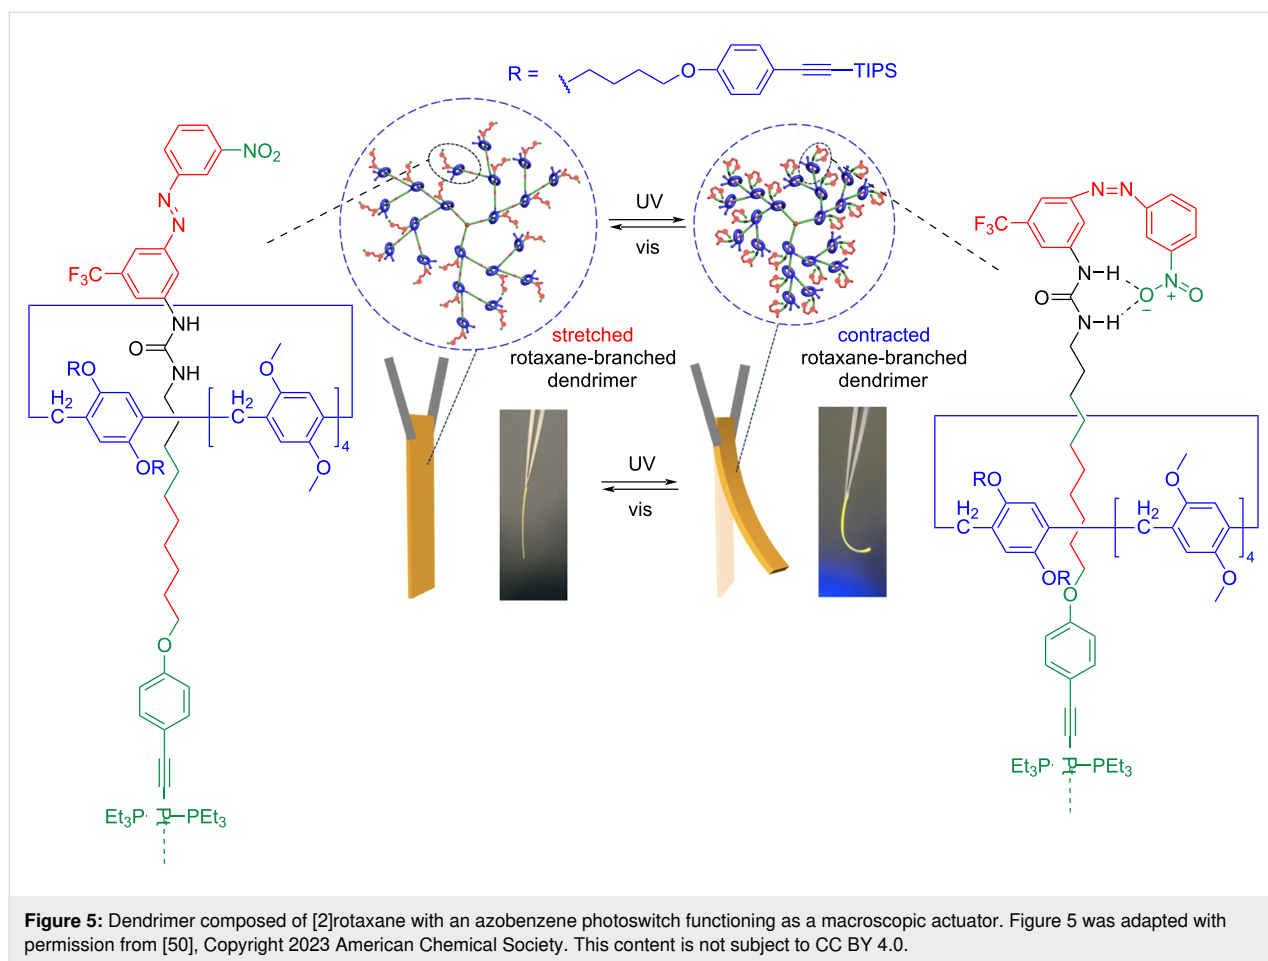 R =
O
TIPS
NO2
N
N
F3C
NH
O
NH
RO
OR
H2
C
H2
C
O
O
4
O
Et3P
Pt
PEt3
UV
vis
stretched
rotaxane-branched
dendrimer
contracted
rotaxane-branched
dendrimer
UV
vis
N=N
F3C
N-H
O
N-H
O
−
N
+
O
RO
OR
H2
C
H2
C
O
O
4
O
Et3P
Pt
PEt3
Figure 5: Dendrimer composed of [2]rotaxane with an azobenzene photoswitch functioning as a macroscopic actuator. Figure 5 was adapted with
permission from [50], Copyright 2023 American Chemical Society. This content is not subject to CC BY 4.0.